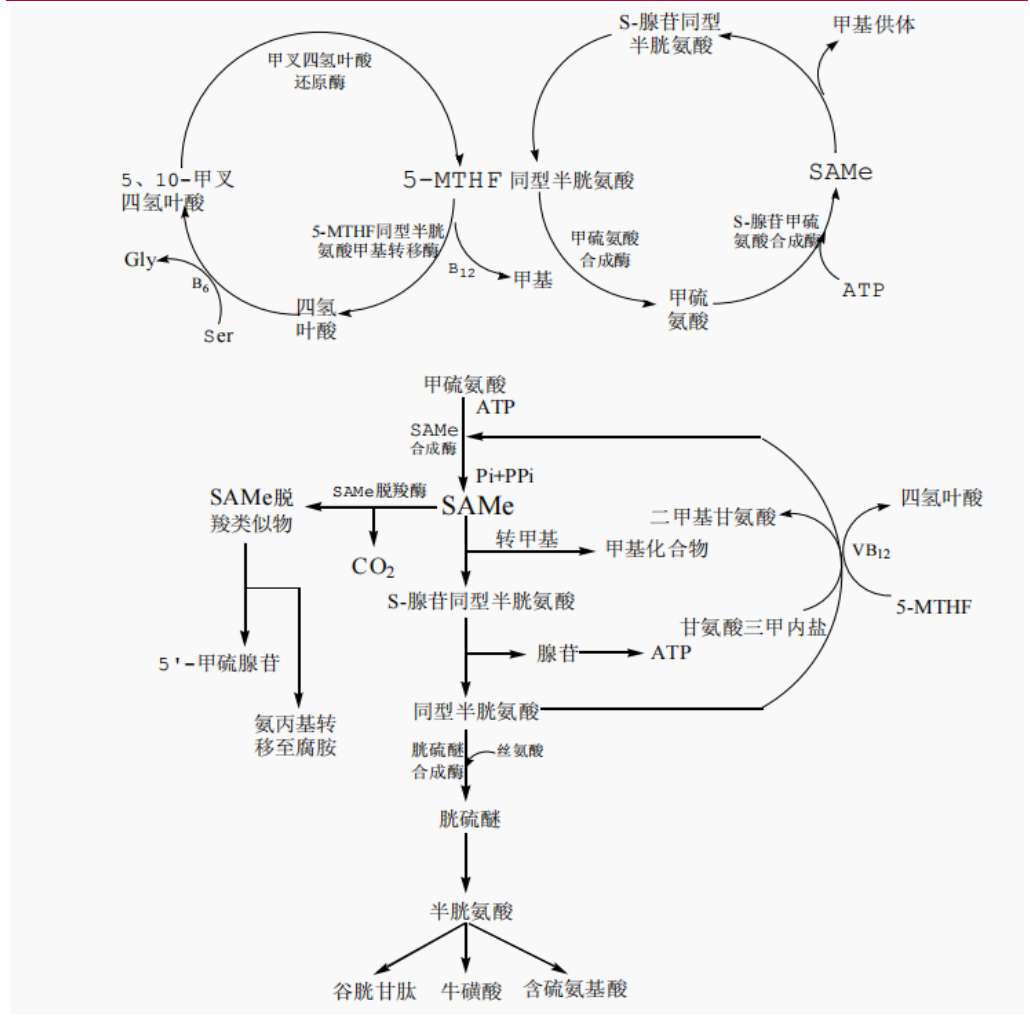 S-腺苷同型
半胱氨酸
甲基供体
甲叉四氢叶酸
还原酶
5、10-甲叉
四氢叶酸
5-MTHF
同型半胱氨酸
SAMe
5-MTHF同型半胱
氨酸甲基转移酶
甲硫氨酸
合成酶
S-腺苷甲硫
氨酸合成酶
Gly
B6
B12
甲基
ATP
Ser
四氢
叶酸
甲硫
氨酸
甲硫氨酸
ATP
SAMe
合成酶
Pi+PPi
SAMe脱
羧类似物
SAMe脱羧酶
SAMe
CO2
转甲基
甲基化合物
二甲基甘氨酸
四氢叶酸
VB12
5-MTHF
甘氨酸三甲内盐
S-腺苷同型半胱氨酸
腺苷
ATP
5'-甲硫腺苷
氨丙基转
移至腐胺
同型半胱氨酸
胱硫醚
合成酶
丝氨酸
胱硫醚
半胱氨酸
谷胱甘肽
牛磺酸
含硫氨基酸